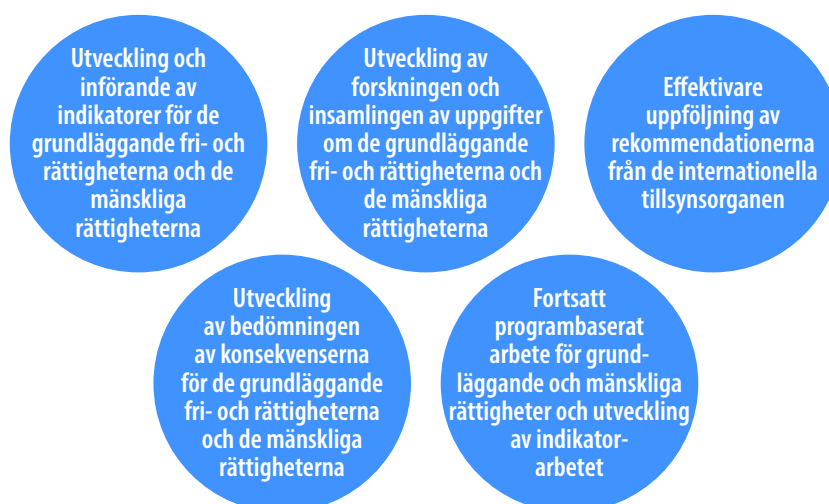 Utveckling och
införande av
indikatorer för de
grundläggande fri- och
rättigheterna och de
mänskliga
rättigheterna
Utveckling av
forskningen och
insamlingen av uppgifter
om de grundläggande
fri- och rättigheterna och
de mänskliga
rättigheterna
Effektivare
uppföljning av
rekommendationerna
från de internationella
tillsynsorganen
Utveckling
av bedömningen
av konsekvenserna
för de grundläggande
fri- och rättigheterna
och de mänskliga
rättigheterna
Fortsatt
programbaserat
arbete för grund-
läggande och mänskliga
rättigheter och utveckling
av indikator-
arbetet